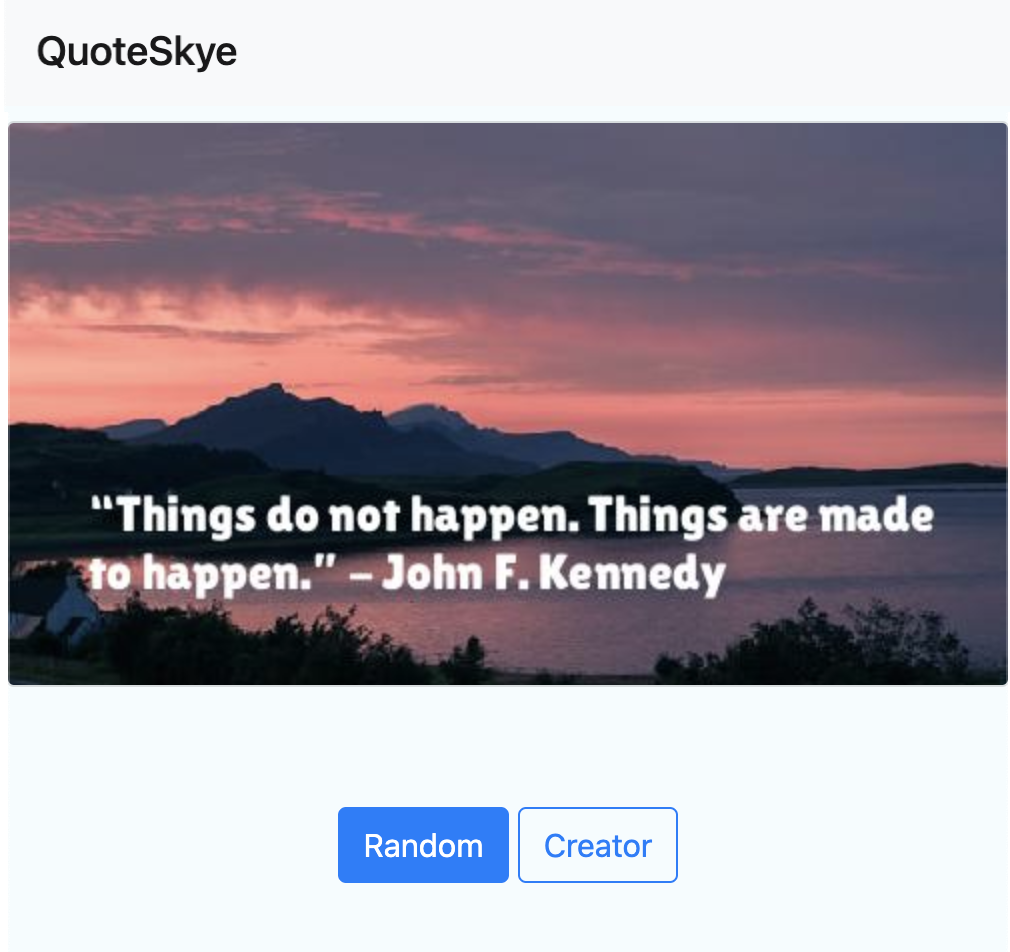 QuoteSkye
“Things do not happen. Things are made
to happen.” – John F. Kennedy
Random
Creator